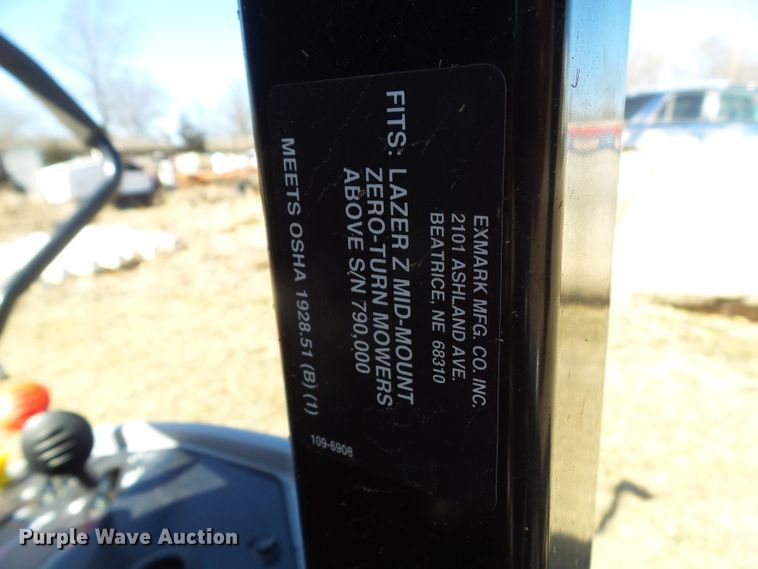 EXMARK MFG. CO. INC.
2101 ASHLAND AVE.
BEATRICE, NE 68310
FITS: LAZER Z MID-MOUNT
ZERO-TURN MOWERS
ABOVE S/N 790,000
MEETS OSHA 1928.51 (B) (1)
109-6908
Purple Wave Auction